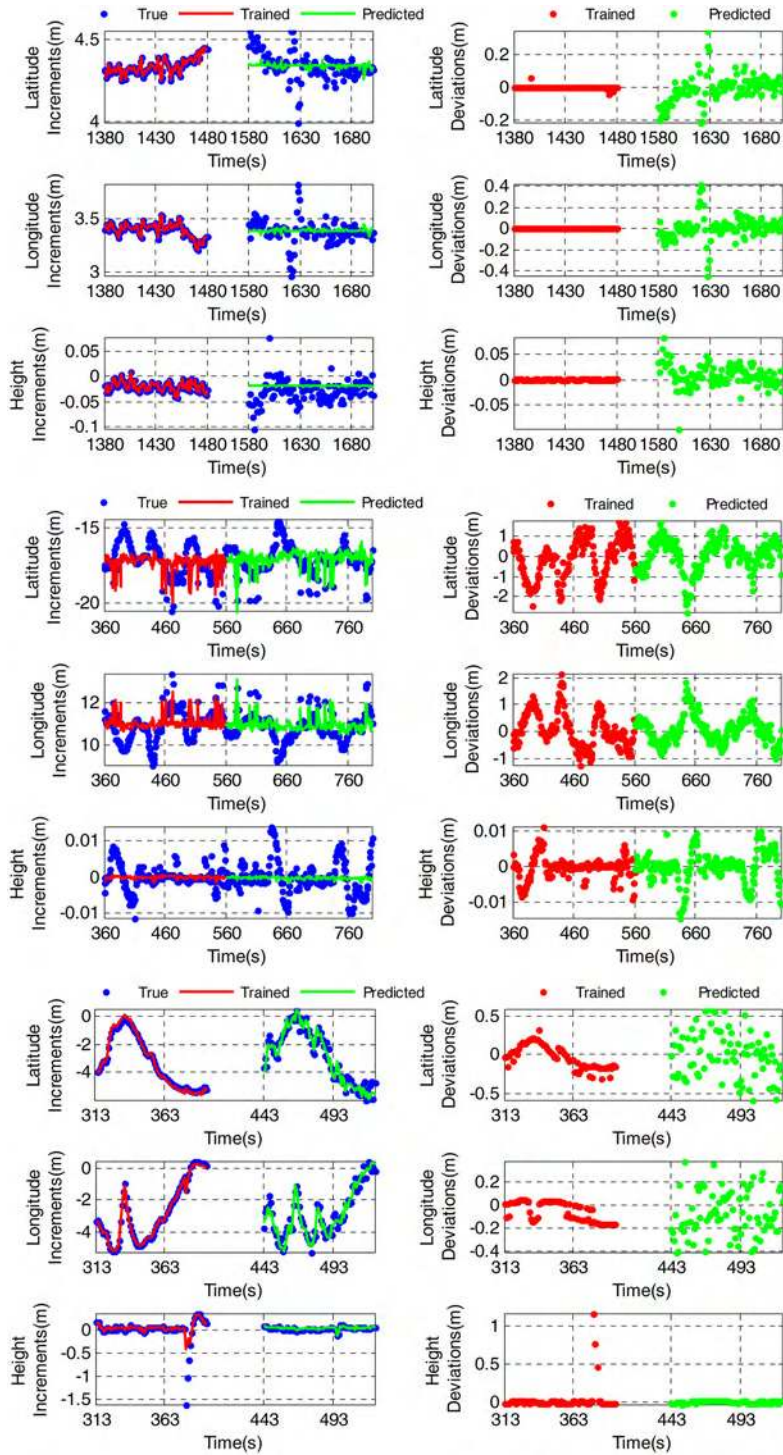 True Trained Predicted
Latitude
Increments(m)
4.5
4
1380 1430 1480 1580 1630 1680
Time(s)
Longitude
Increments(m)
3.5
3
1380 1430 1480 1580 1630 1680
Time(s)
Height
Increments(m)
0.05
0
-0.05
-0.1
1380 1430 1480 1580 1630 1680
Time(s)
Trained Predicted
Latitude
Deviations(m)
0.2
0
-0.2
1380 1430 1480 1580 1630 1680
Time(s)
Longitude
Deviations(m)
0.4
0.2
0
-0.2
-0.4
1380 1430 1480 1580 1630 1680
Time(s)
Height
Deviations(m)
0.05
0
-0.05
1380 1430 1480 1580 1630 1680
Time(s)
True Trained Predicted
Latitude
Increments(m)
-15
-20
360 460 560 660 760
Time(s)
Longitude
Increments(m)
12
10
360 460 560 660 760
Time(s)
Height
Increments(m)
0.01
0
-0.01
360 460 560 660 760
Time(s)
Trained Predicted
Latitude
Deviations(m)
1
0
-1
-2
360 460 560 660 760
Time(s)
Longitude
Deviations(m)
2
1
0
-1
360 460 560 660 760
Time(s)
Height
Deviations(m)
0.01
0
-0.01
360 460 560 660 760
Time(s)
True Trained Predicted
Latitude
Increments(m)
0
-2
-4
313 363 443 493
Time(s)
Longitude
Increments(m)
0
-2
-4
313 363 443 493
Time(s)
Height
Increments(m)
0
-0.5
-1
-1.5
313 363 443 493
Time(s)
Trained Predicted
Latitude
Deviations(m)
0.5
0
-0.5
313 363 443 493
Time(s)
Longitude
Deviations(m)
0.2
0
-0.2
-0.4
313 363 443 493
Time(s)
Height
Deviations(m)
1
0.5
0
313 363 443 493
Time(s)